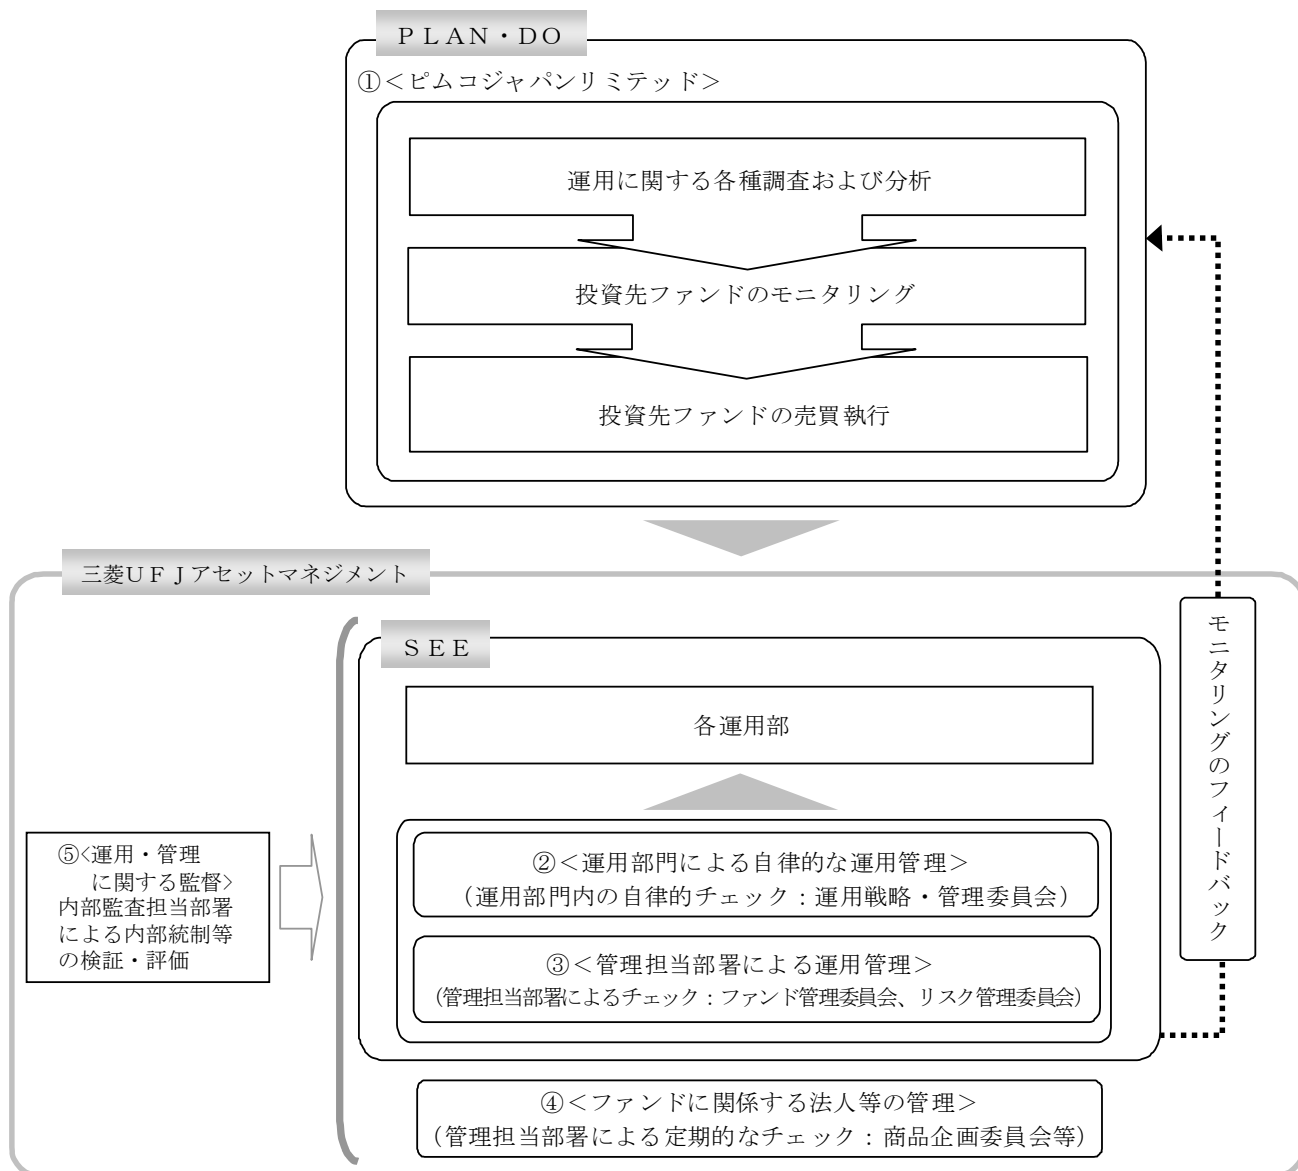 ＰＬＡＮ・ＤＯ
①＜ピムコジャパンリミテッド＞
運用に関する各種調査および分析
投資先ファンドのモニタリング
投資先ファンドの売買執行
三菱ＵＦＪアセットマネジメント
ＳＥＥ
各運用部
②＜運用部門による自律的な運用管理＞
（運用部門内の自律的チェック：運用戦略・管理委員会）
③＜管理担当部署による運用管理＞
（管理担当部署によるチェック：ファンド管理委員会、リスク管理委員会）
④＜ファンドに関係する法人等の管理＞
（管理担当部署による定期的なチェック：商品企画委員会等）
⑤<運用・管理
に関する監督>
内部監査担当部署
による内部統制等
の検証・評価
モニタリングのフィードバック